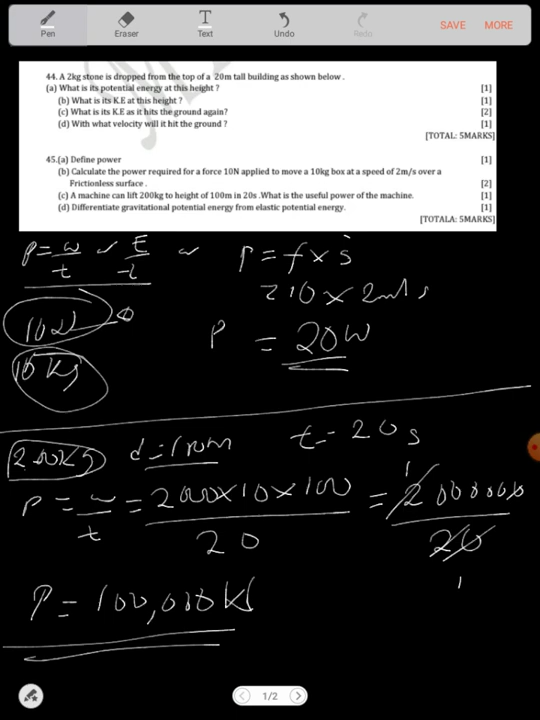 Pen Eraser Text Undo Redo SAVE MORE
44. A 2kg stone is dropped from the top of a 20m tall building as shown below .
(a) What is its potential energy at this height ? [1]
(b) What is its K.E at this height ? [1]
(c) What is its K.E as it hits the ground again? [2]
(d) With what velocity will it hit the ground ? [1]
[TOTAL: 5MARKS]
45.(a) Define power [1]
(b) Calculate the power required for a force 10N applied to move a 10kg box at a speed of 2m/s over a
Frictionless surface . [2]
(c) A machine can lift 200kg to height of 100m in 20s .What is the useful power of the machine. [1]
(d) Differentiate gravitational potential energy from elastic potential energy. [1]
[TOTALA: 5MARKS]
P = w/t E/t P = f x s
= 10 x 2m/s
10N P = 20W
10 Kg
200Kg d = 100m t = 20s
P = w/t = 2000x10x100/20 = 2000000/20
P = 100,000
1/2